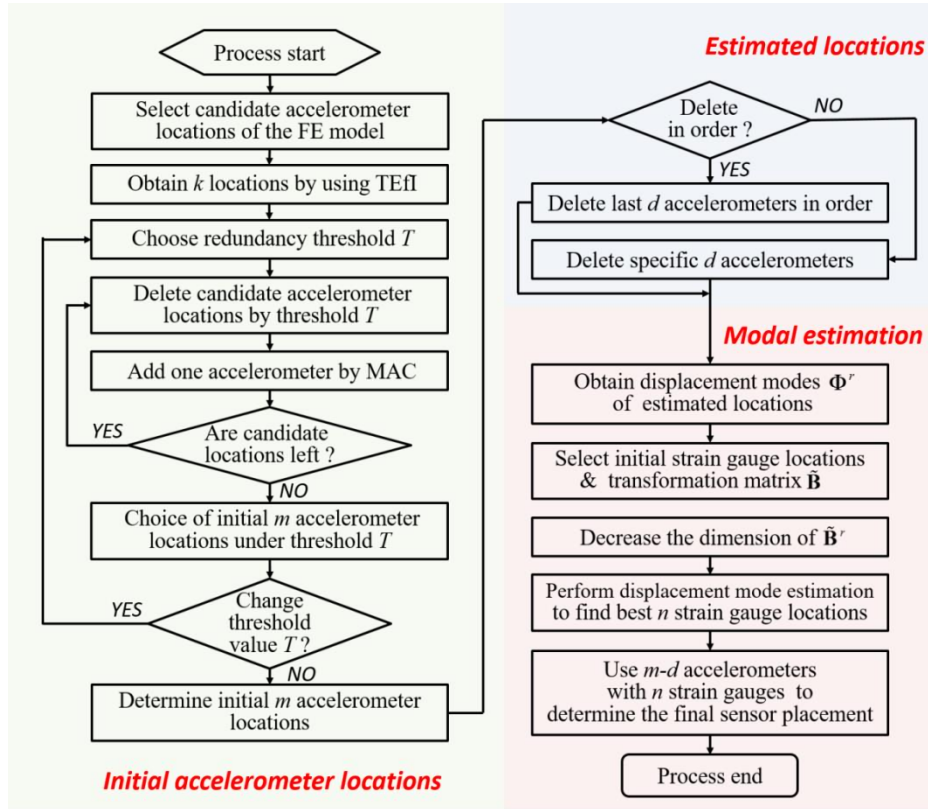 Process start
Select candidate accelerometer
locations of the FE model
Obtain k locations by using TEfI
Choose redundancy threshold T
Delete candidate accelerometer
locations by threshold T
Add one accelerometer by MAC
YES
Are candidate
locations left ?
NO
Choice of initial m accelerometer
locations under threshold T
YES
Change
threshold
value T ?
NO
Determine initial m accelerometer
locations
Initial accelerometer locations
Estimated locations
Delete
in order ?
NO
YES
Delete last d accelerometers in order
Delete specific d accelerometers
Modal estimation
Obtain displacement modes Φ^r
of estimated locations
Select initial strain gauge locations
& transformation matrix B̃
Decrease the dimension of B̃^r
Perform displacement mode estimation
to find best n strain gauge locations
Use m-d accelerometers
with n strain gauges to
determine the final sensor placement
Process end